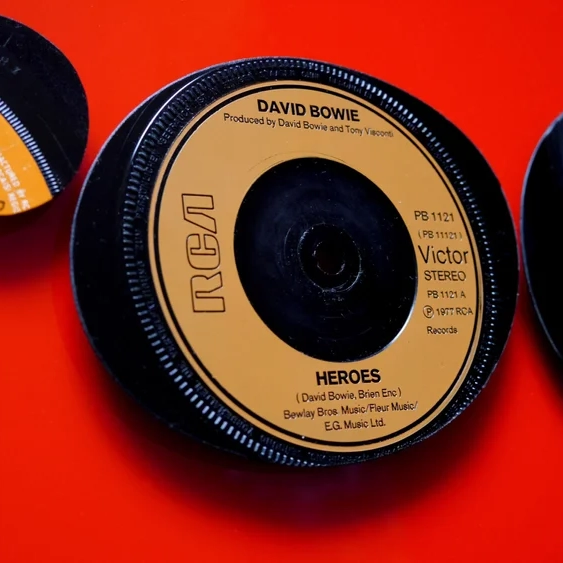 DAVID BOWIE
Produced by David Bowie and Tony Visconti
RCA
PB 1121
( PB 11121 )
Victor
STEREO
PB 1121 A
Ⓟ 1977 RCA
Records
HEROES
( David Bowie, Brien Enc )
Bewlay Bros. Music/Fleur Music/
E.G. Music Ltd.